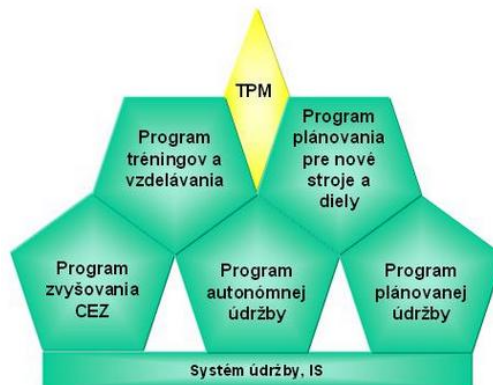 TPM
Program
tréningov a
vzdelávania
Program
plánovania
pre nové
stroje a
diely
Program
zvyšovania
CEZ
Program
autonómnej
údržby
Program
plánovanej
údržby
Systém údržby, IS